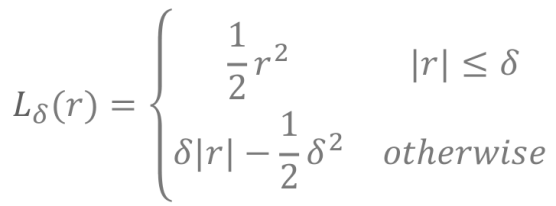 L_δ(r) = { 1/2 r² |r| ≤ δ
δ|r| − 1/2 δ² otherwise